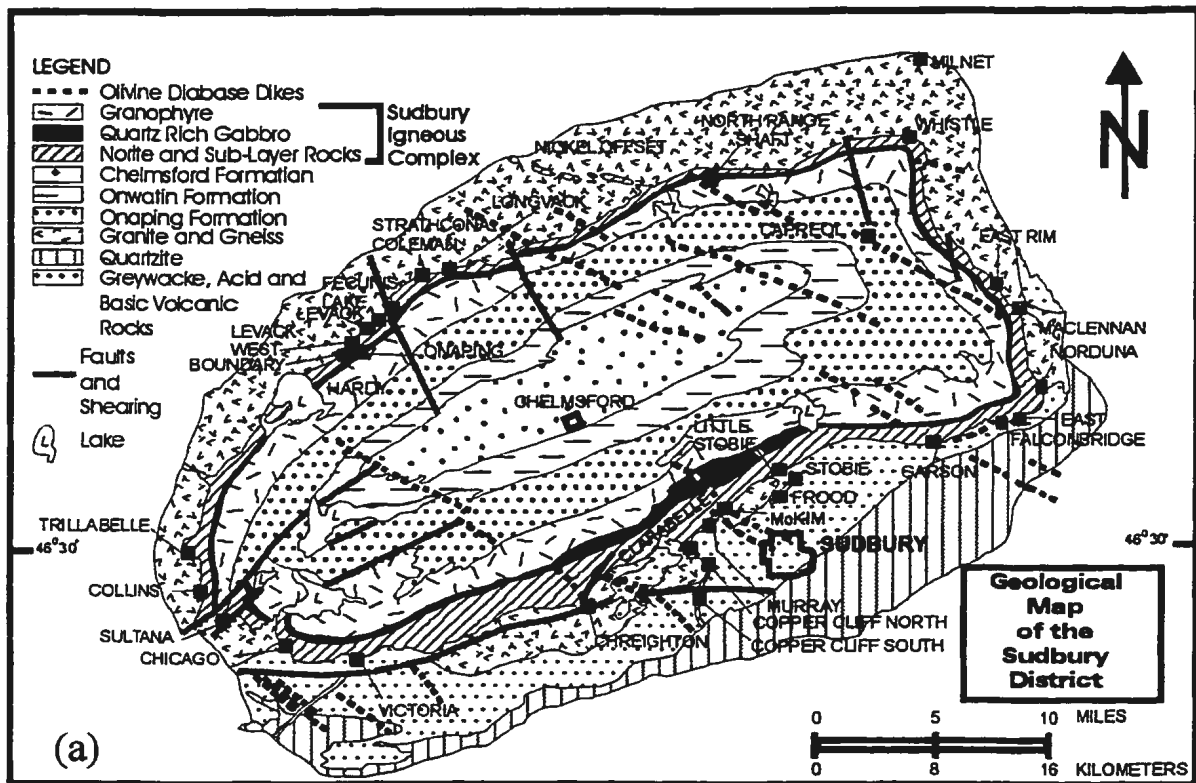 LEGEND
Olivine Diabase Dikes
Granophyre
Quartz Rich Gabbro
Norite and Sub-Layer Rocks
Sudbury
Igneous
Complex
Chelmsford Formation
Onwatin Formation
Onaping Formation
Granite and Gneiss
Quartzite
Greywacke, Acid and
Basic Volcanic
Rocks
Faults
and
Shearing
Lake
N
MILNET
WHISTLE
NORTH RANGE
SHAFT
NICKEL OFFSET
LONGVACK
STRATHCONA
COLEMAN
CAPREOL
EAST RIM
FECUNIS
LAKE
LEVACK
LEVACK
WEST
BOUNDARY
ONAPING
HARDY
MACLENNAN
NORDUNA
CHELMSFORD
LITTLE
STOBIE
EAST
FALCONBRIDGE
GARSON
STOBIE
FROOD
McKIM
CLARABELLE
SUDBURY
TRILLABELLE
46°30'
46°30'
COLLINS
SULTANA
CHICAGO
CHREIGHTON
MURRAY
COPPER CLIFF NORTH
COPPER CLIFF SOUTH
VICTORIA
Geological
Map
of the
Sudbury
District
0 5 10 MILES
0 8 16 KILOMETERS
(a)